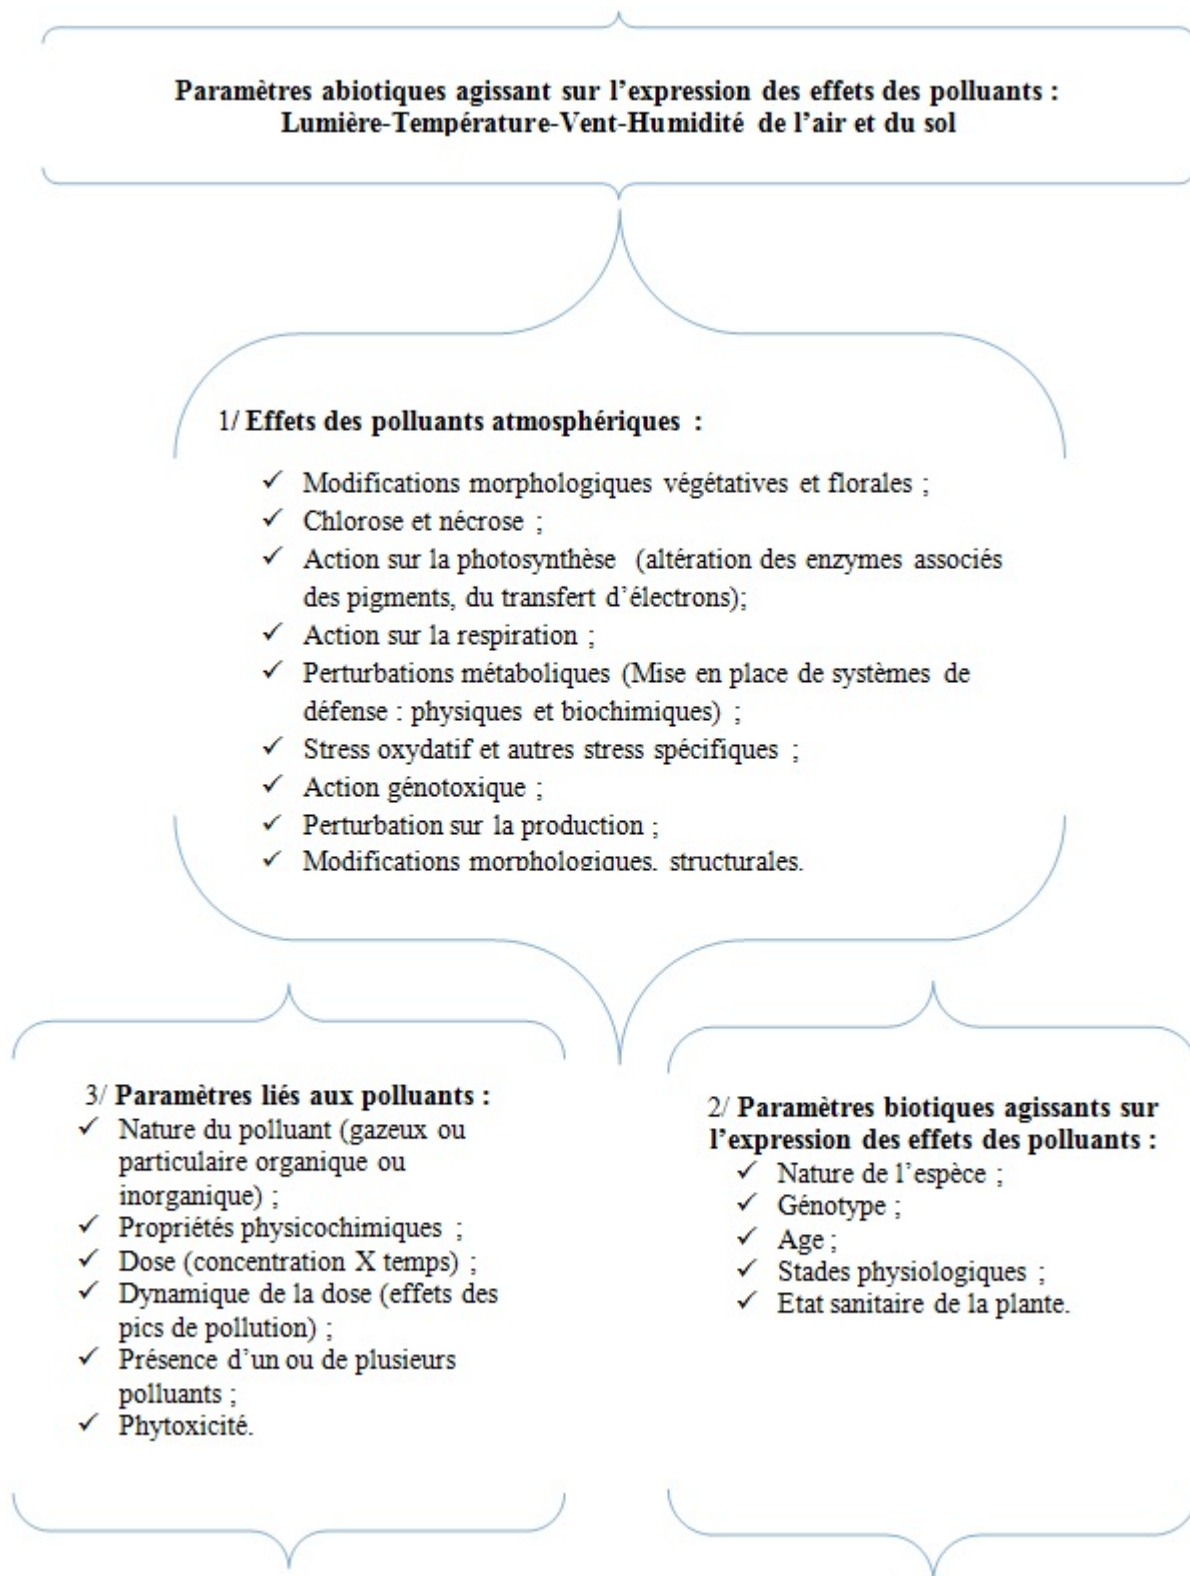 Paramètres abiotiques agissant sur l'expression des effets des polluants :
Lumière-Température-Vent-Humidité de l'air et du sol
1/ Effets des polluants atmosphériques :
✓ Modifications morphologiques végétatives et florales ;
✓ Chlorose et nécrose ;
✓ Action sur la photosynthèse (altération des enzymes associés
des pigments, du transfert d'électrons);
✓ Action sur la respiration ;
✓ Perturbations métaboliques (Mise en place de systèmes de
défense : physiques et biochimiques) ;
✓ Stress oxydatif et autres stress spécifiques ;
✓ Action génotoxique ;
✓ Perturbation sur la production ;
✓ Modifications morphologiques, structurales.
3/ Paramètres liés aux polluants :
✓ Nature du polluant (gazeux ou
particulaire organique ou
inorganique) ;
✓ Propriétés physicochimiques ;
✓ Dose (concentration X temps) ;
✓ Dynamique de la dose (effets des
pics de pollution) ;
✓ Présence d'un ou de plusieurs
polluants ;
✓ Phytoxicité.
2/ Paramètres biotiques agissants sur
l'expression des effets des polluants :
✓ Nature de l'espèce ;
✓ Génotype ;
✓ Age ;
✓ Stades physiologiques ;
✓ Etat sanitaire de la plante.